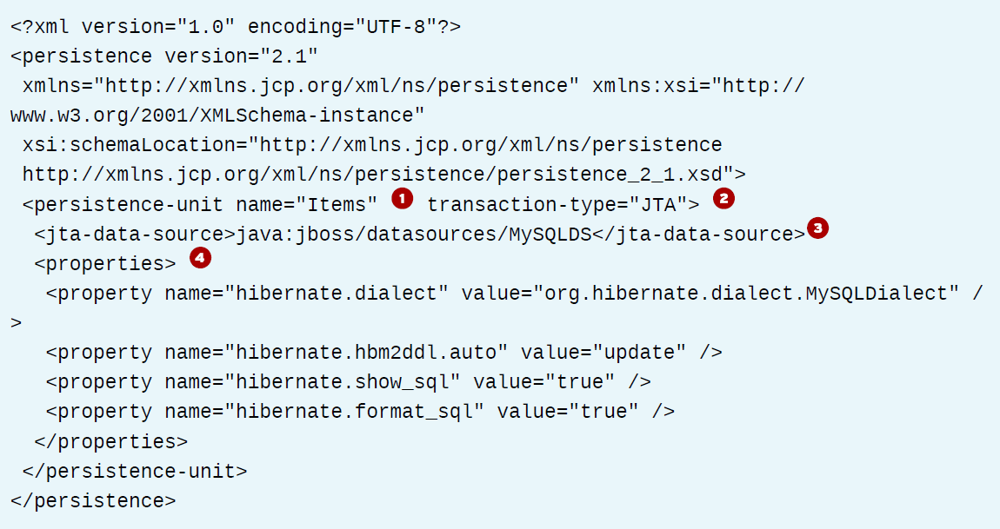 <?xml version="1.0" encoding="UTF-8"?>
<persistence version="2.1"
 xmlns="http://xmlns.jcp.org/xml/ns/persistence" xmlns:xsi="http://
www.w3.org/2001/XMLSchema-instance"
 xsi:schemaLocation="http://xmlns.jcp.org/xml/ns/persistence
 http://xmlns.jcp.org/xml/ns/persistence/persistence_2_1.xsd">
 <persistence-unit name="Items" 1 transaction-type="JTA"> 2
  <jta-data-source>java:jboss/datasources/MySQLDS</jta-data-source> 3
  <properties> 4
   <property name="hibernate.dialect" value="org.hibernate.dialect.MySQLDialect" /
>
   <property name="hibernate.hbm2ddl.auto" value="update" />
   <property name="hibernate.show_sql" value="true" />
   <property name="hibernate.format_sql" value="true" />
  </properties>
 </persistence-unit>
</persistence>